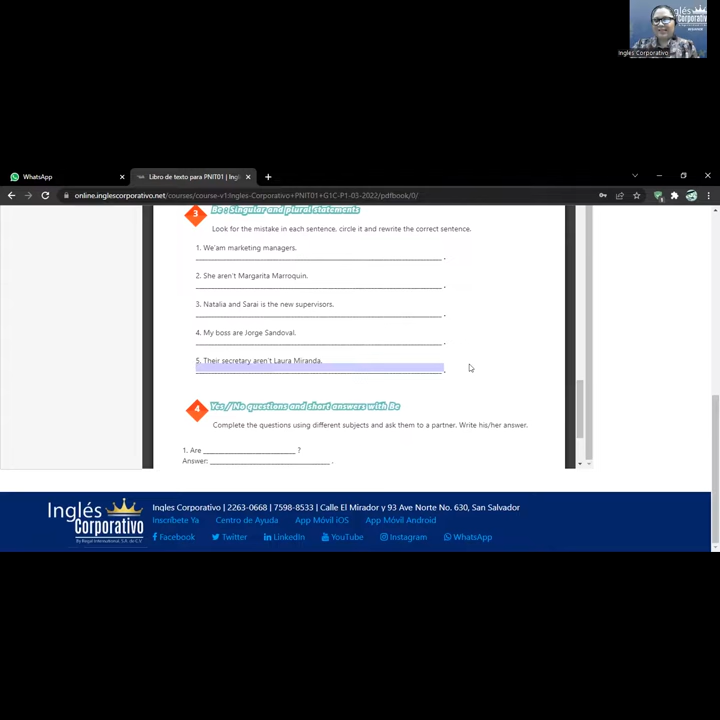 Inglés
Corporativo
MIRADOR
Ingles Corporativo
WhatsApp
Libro de texto para PNIT01 | Ingl
online.inglescorporativo.net/courses/course-v1:Ingles-Corporativo+PNIT01+G1C-P1-03-2022/pdfbook/0/
3 Be : Singular and plural statements
Look for the mistake in each sentence, circle it and rewrite the correct sentence.
1. We'am marketing managers.
2. She aren't Margarita Marroquin.
3. Natalia and Sarai is the new supervisors.
4. My boss are Jorge Sandoval.
5. Their secretary aren't Laura Miranda.
4 Yes / No questions and short answers with Be
Complete the questions using different subjects and ask them to a partner. Write his/her answer.
1. Are ______________________ ?
Answer: ____________________________ .
Inglés
Corporativo
Ingles Corporativo | 2263-0668 | 7598-8533 | Calle El Mirador y 93 Ave Norte No. 630, San Salvador
Inscríbete Ya Centro de Ayuda App Móvil iOS App Móvil Android
Facebook Twitter LinkedIn YouTube Instagram WhatsApp